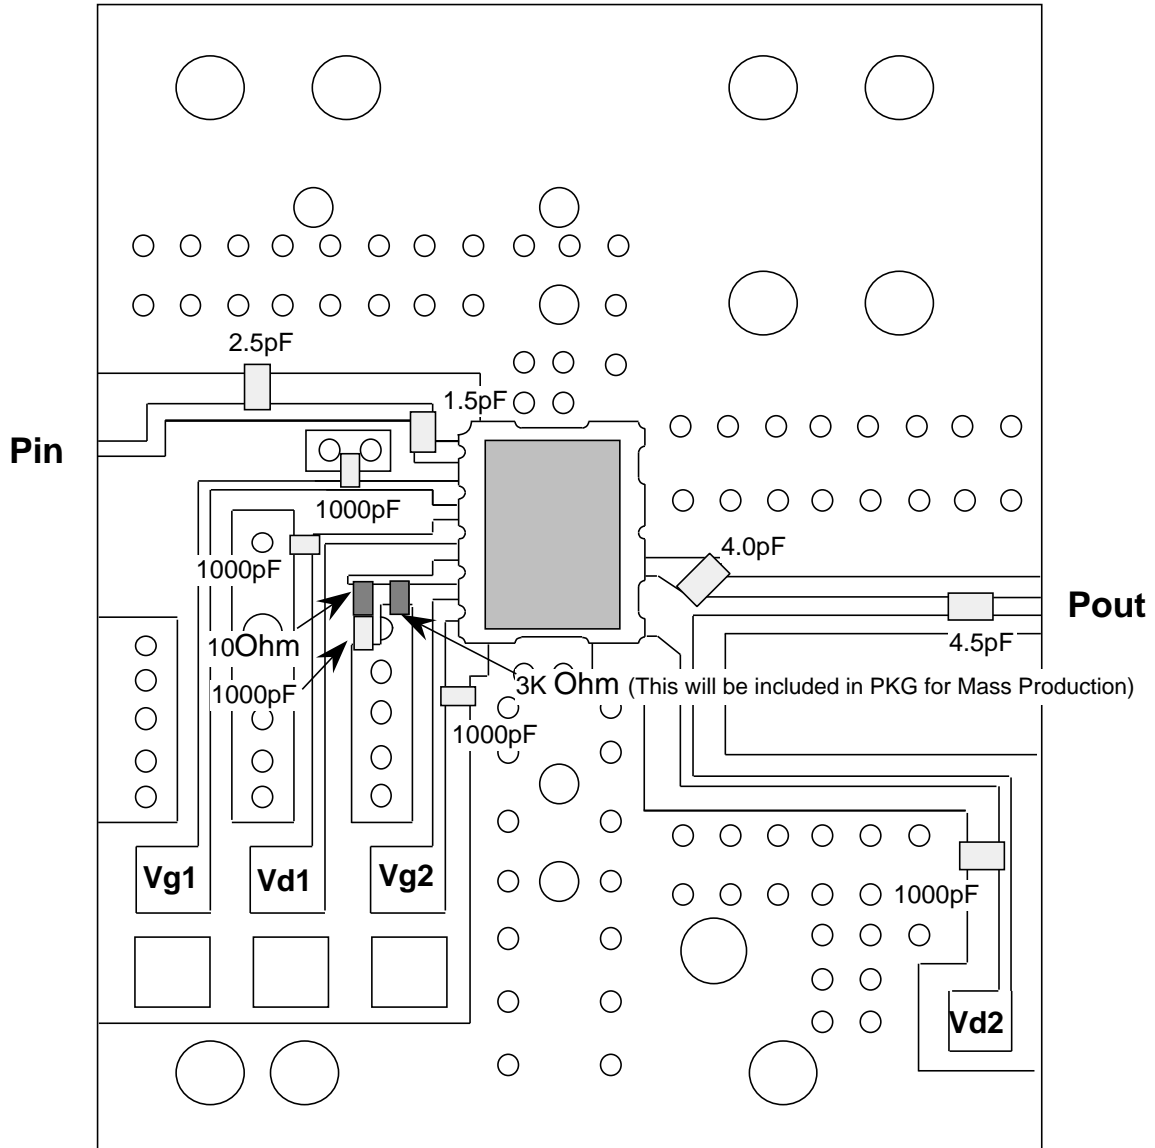 2.5pF
1.5pF
Pin
1000pF
4.0pF
1000pF
Pout
10Ohm
4.5pF
1000pF
3K Ohm (This will be included in PKG for Mass Production)
1000pF
Vg1
Vd1
Vg2
1000pF
Vd2